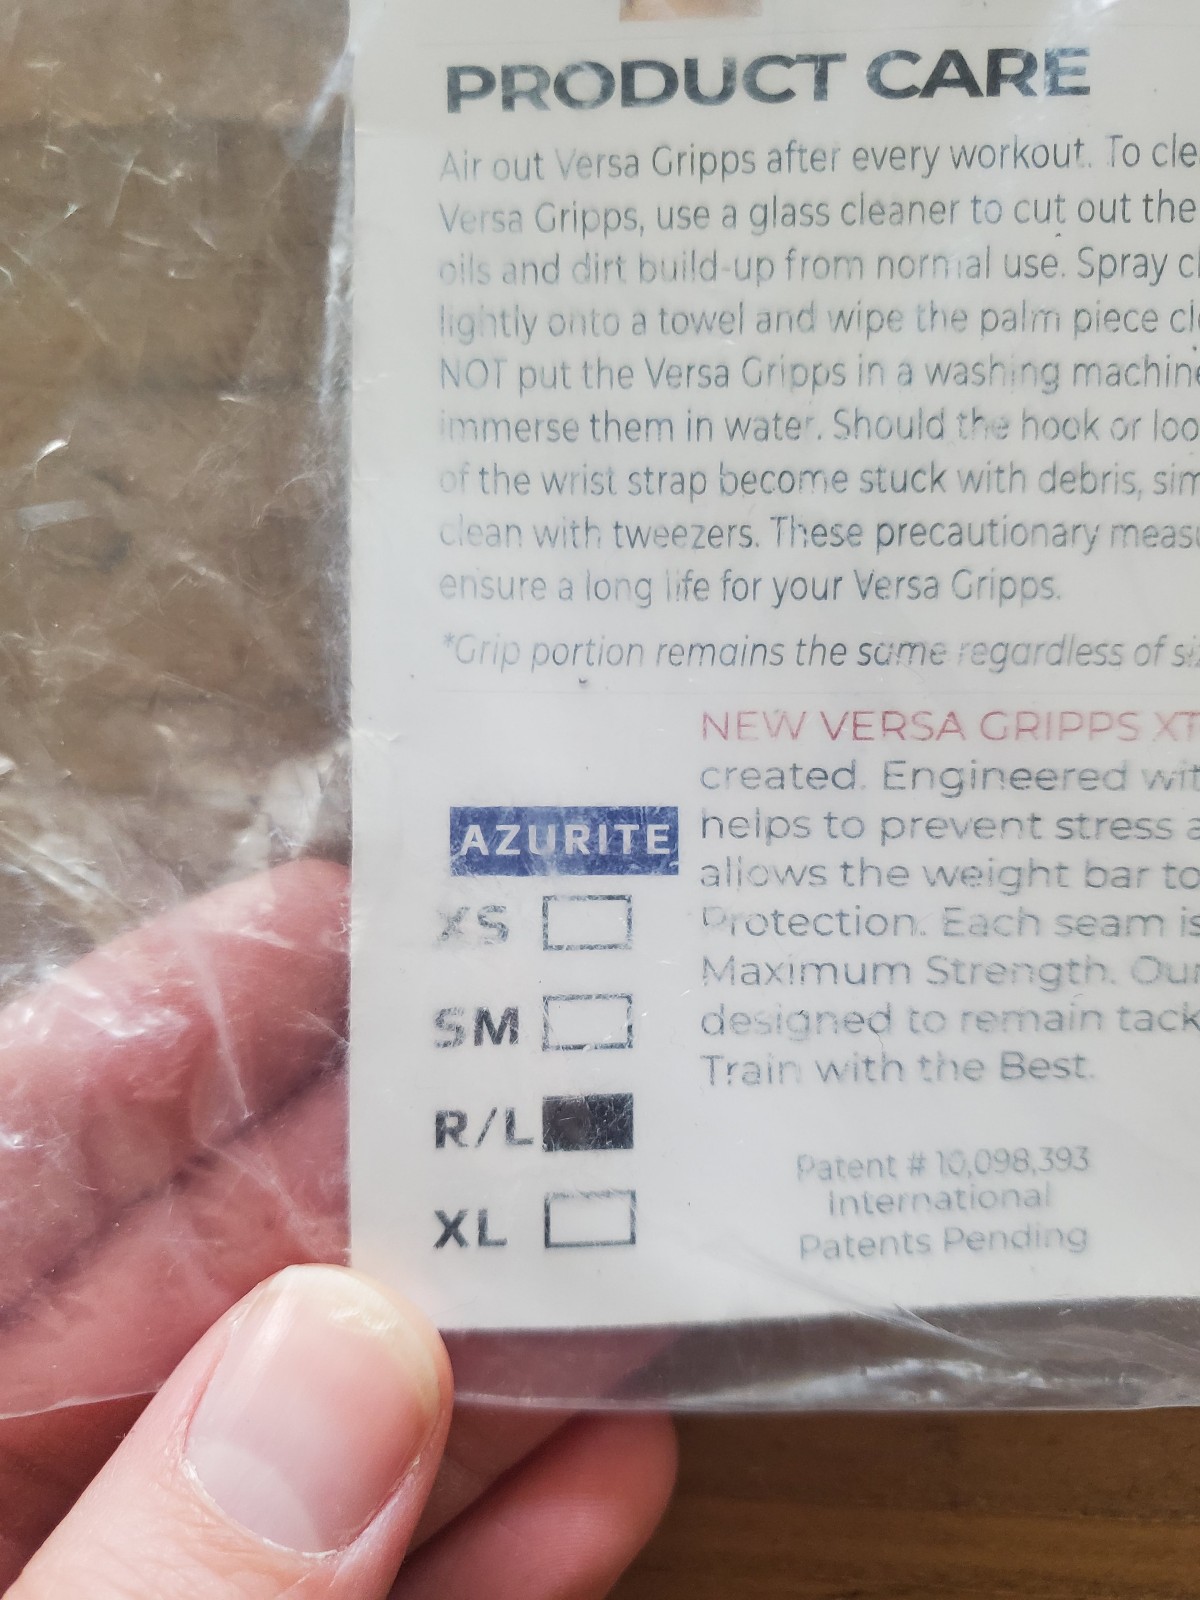 PRODUCT CARE
Air out Versa Gripps after every workout. To cle
Versa Gripps, use a glass cleaner to cut out the
oils and dirt build-up from normal use. Spray cl
lightly onto a towel and wipe the palm piece cle
NOT put the Versa Gripps in a washing machine
immerse them in water. Should the hook or loo
of the wrist strap become stuck with debris, sim
clean with tweezers. These precautionary measu
ensure a long life for your Versa Gripps.
*Grip portion remains the same regardless of siz
NEW VERSA GRIPPS XT
created. Engineered wit
helps to prevent stress a
allows the weight bar to
Protection. Each seam is
Maximum Strength. Our
designed to remain tack
Train with the Best.
AZURITE
XS
SM
R/L
XL
Patent # 10,098,393
International
Patents Pending